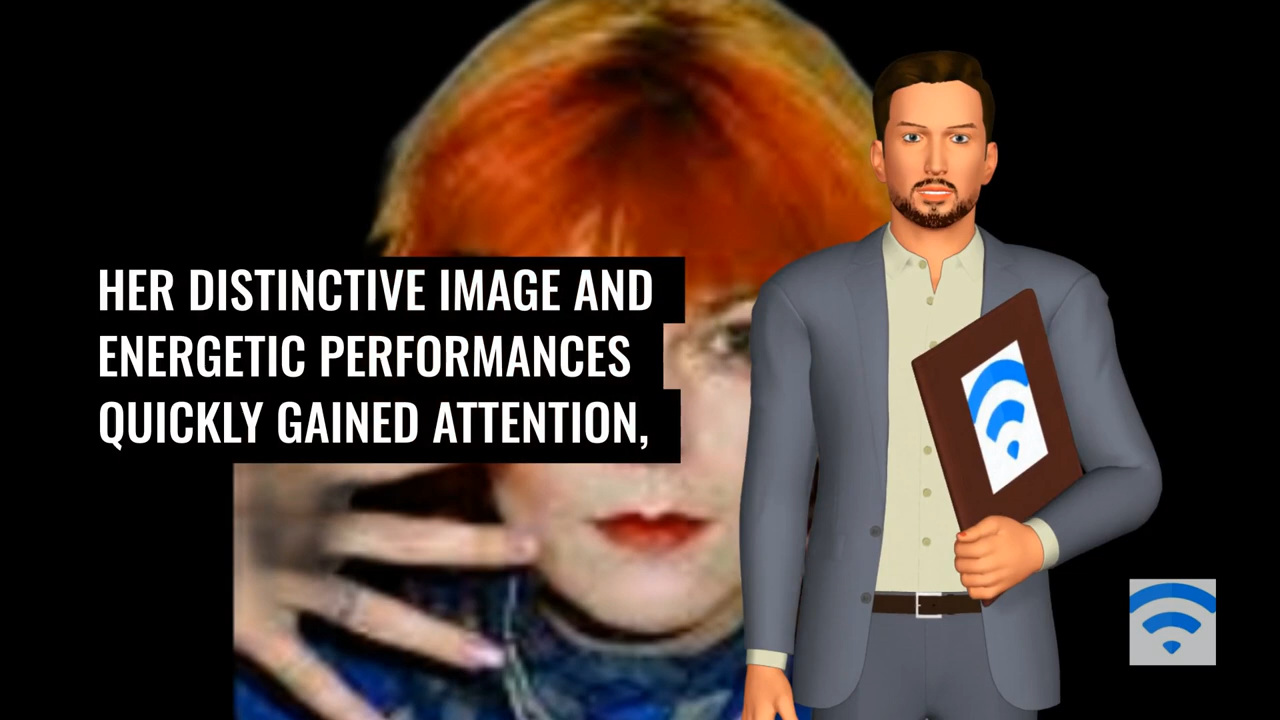 HER DISTINCTIVE IMAGE AND
ENERGETIC PERFORMANCES
QUICKLY GAINED ATTENTION,